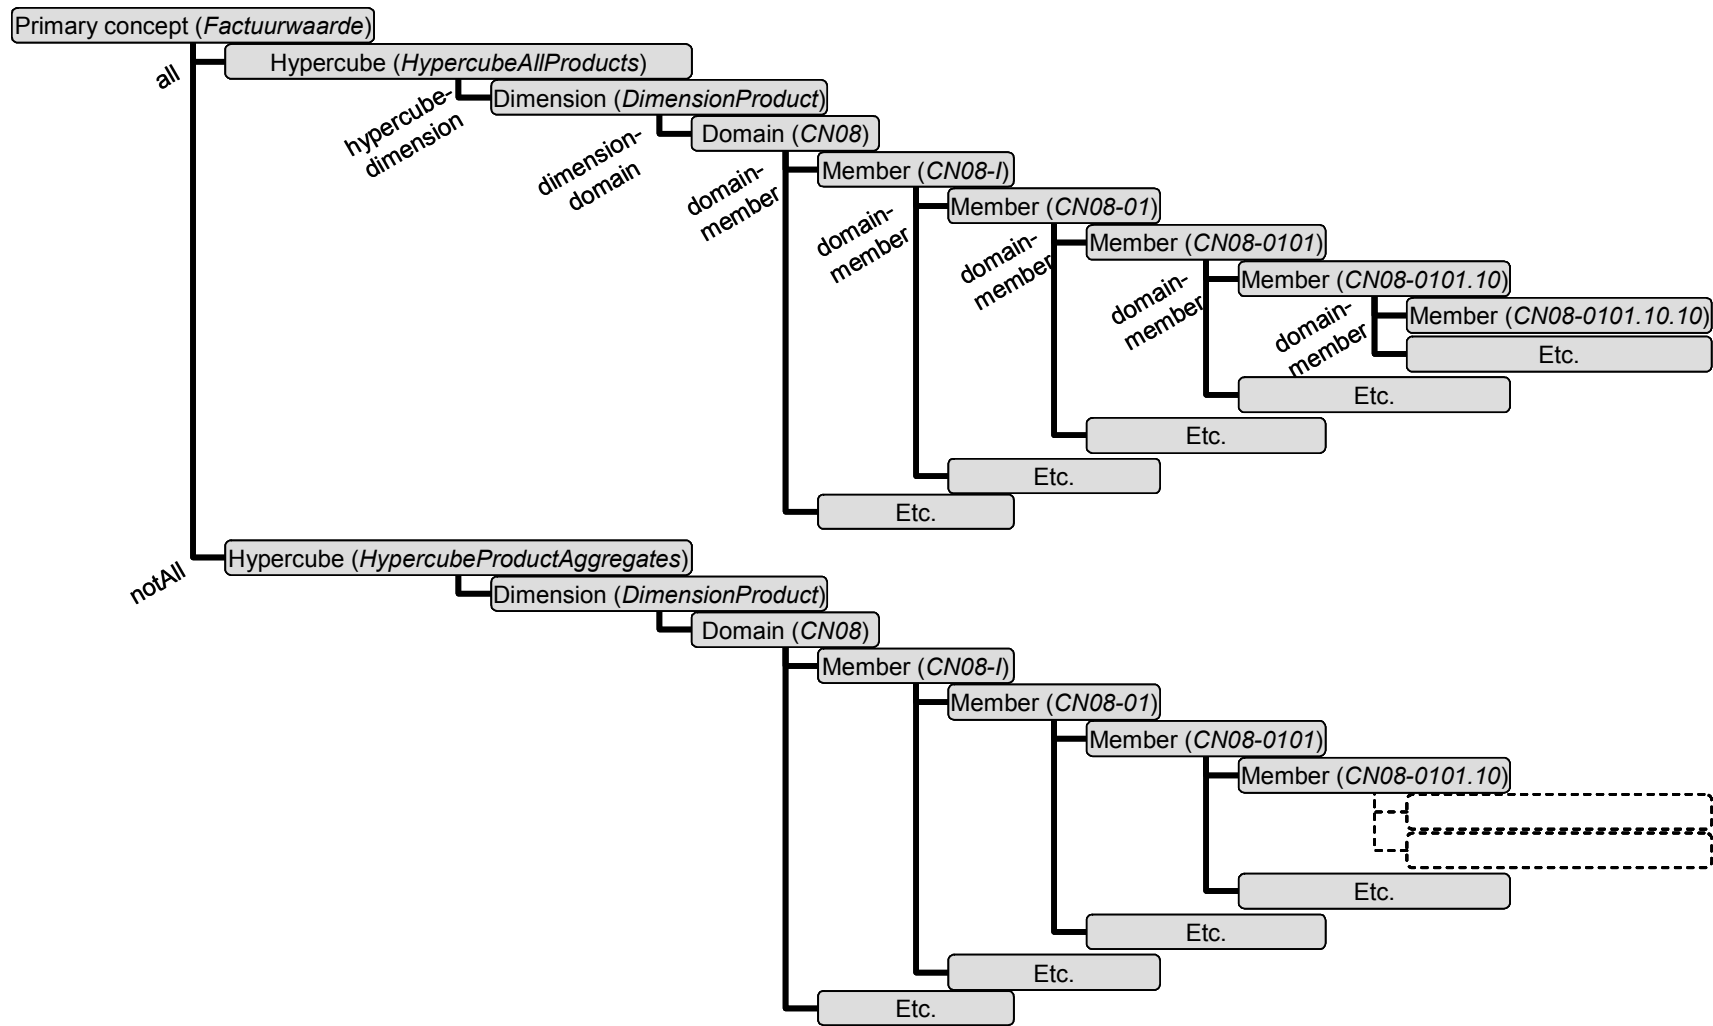 Primary concept (Factuurwaarde)
all
Hypercube (HypercubeAllProducts)
hypercube-
dimension
Dimension (DimensionProduct)
dimension-
domain
Domain (CN08)
domain-
member
Member (CN08-I)
domain-
member
Member (CN08-01)
domain-
member
Member (CN08-0101)
domain-
member
Member (CN08-0101.10)
domain-
member
Member (CN08-0101.10.10)
Etc.
Etc.
Etc.
Etc.
Etc.
notAll
Hypercube (HypercubeProductAggregates)
Dimension (DimensionProduct)
Domain (CN08)
Member (CN08-I)
Member (CN08-01)
Member (CN08-0101)
Member (CN08-0101.10)
Etc.
Etc.
Etc.
Etc.